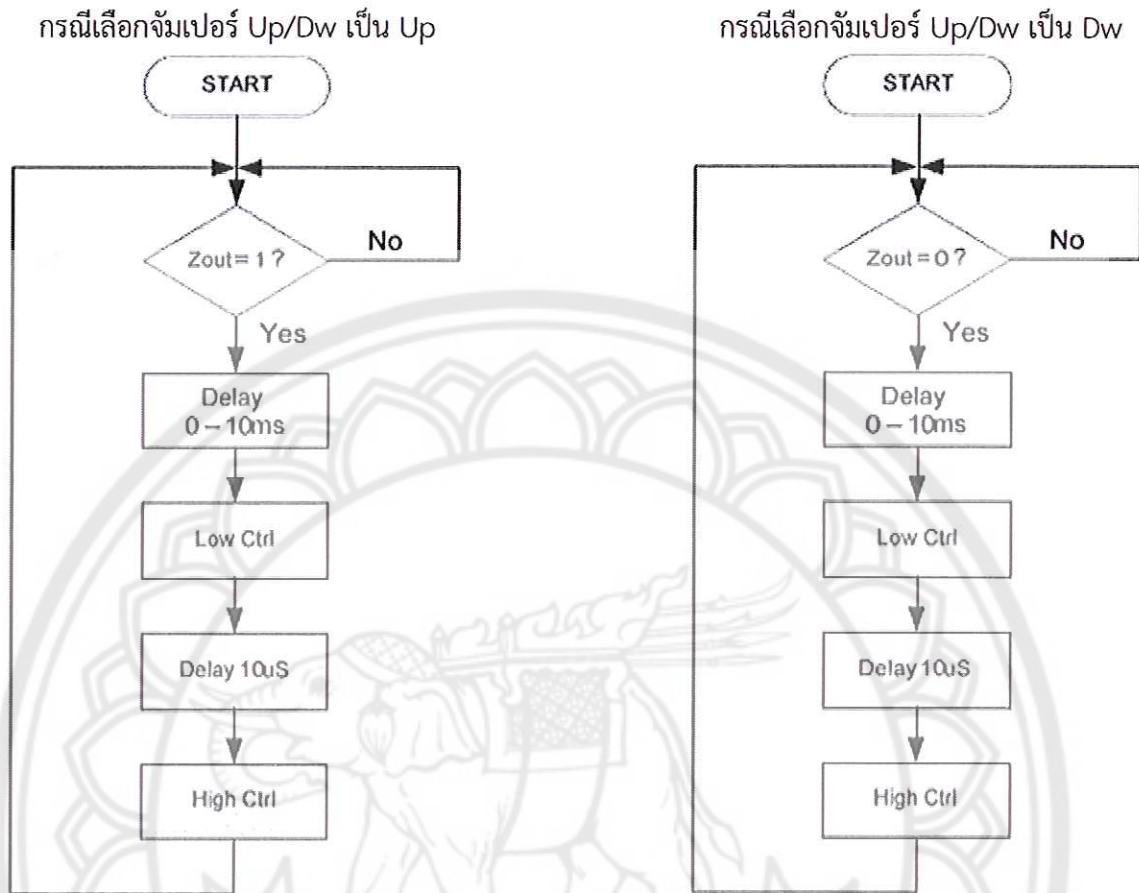 กรณีเลือกจัมเปอร์ Up/Dw เป็น Up
START
Zout= 1 ?
No
Yes
Delay
0 – 10ms
Low Ctrl
Delay 10uS
High Ctrl
กรณีเลือกจัมเปอร์ Up/Dw เป็น Dw
START
Zout = 0 ?
No
Yes
Delay
0 – 10ms
Low Ctrl
Delay 10uS
High Ctrl